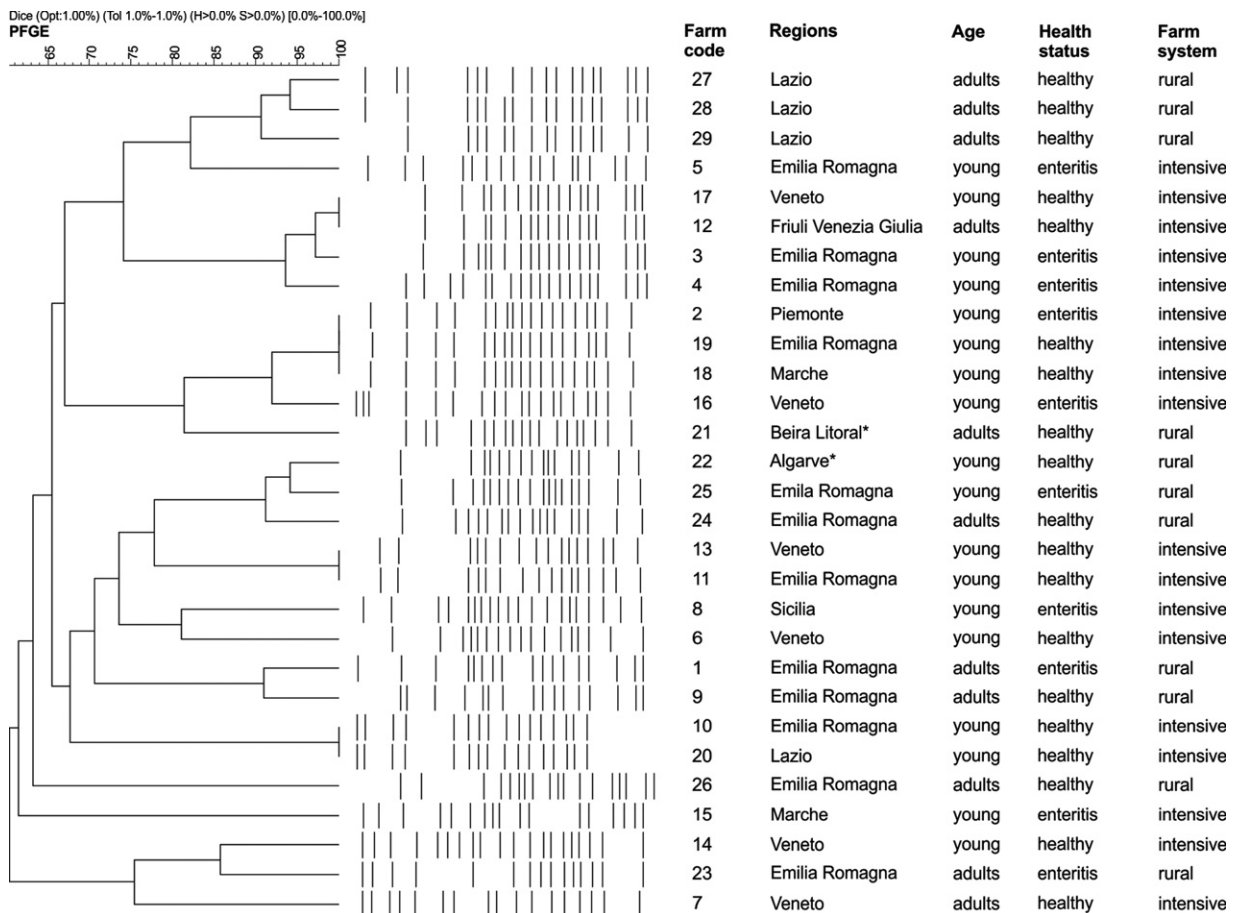 Dice (Opt:1.00%) (Tol 1.0%-1.0%) (H>0.0% S>0.0%) [0.0%-100.0%]
PFGE
65 70 75 80 85 90 95 100
Farm code Regions Age Health status Farm system
27 Lazio adults healthy rural
28 Lazio adults healthy rural
29 Lazio adults healthy rural
5 Emilia Romagna young enteritis intensive
17 Veneto young healthy intensive
12 Friuli Venezia Giulia adults healthy intensive
3 Emilia Romagna young enteritis intensive
4 Emilia Romagna young enteritis intensive
2 Piemonte young enteritis intensive
19 Emilia Romagna young healthy intensive
18 Marche young healthy intensive
16 Veneto young enteritis intensive
21 Beira Litoral* adults healthy rural
22 Algarve* young healthy rural
25 Emila Romagna young enteritis rural
24 Emilia Romagna adults healthy rural
13 Veneto young healthy intensive
11 Emilia Romagna young healthy intensive
8 Sicilia young enteritis intensive
6 Veneto young healthy intensive
1 Emilia Romagna adults enteritis rural
9 Emilia Romagna adults healthy rural
10 Emilia Romagna young healthy intensive
20 Lazio young healthy intensive
26 Emilia Romagna adults healthy rural
15 Marche young enteritis intensive
14 Veneto young healthy intensive
23 Emilia Romagna adults enteritis rural
7 Veneto adults healthy intensive